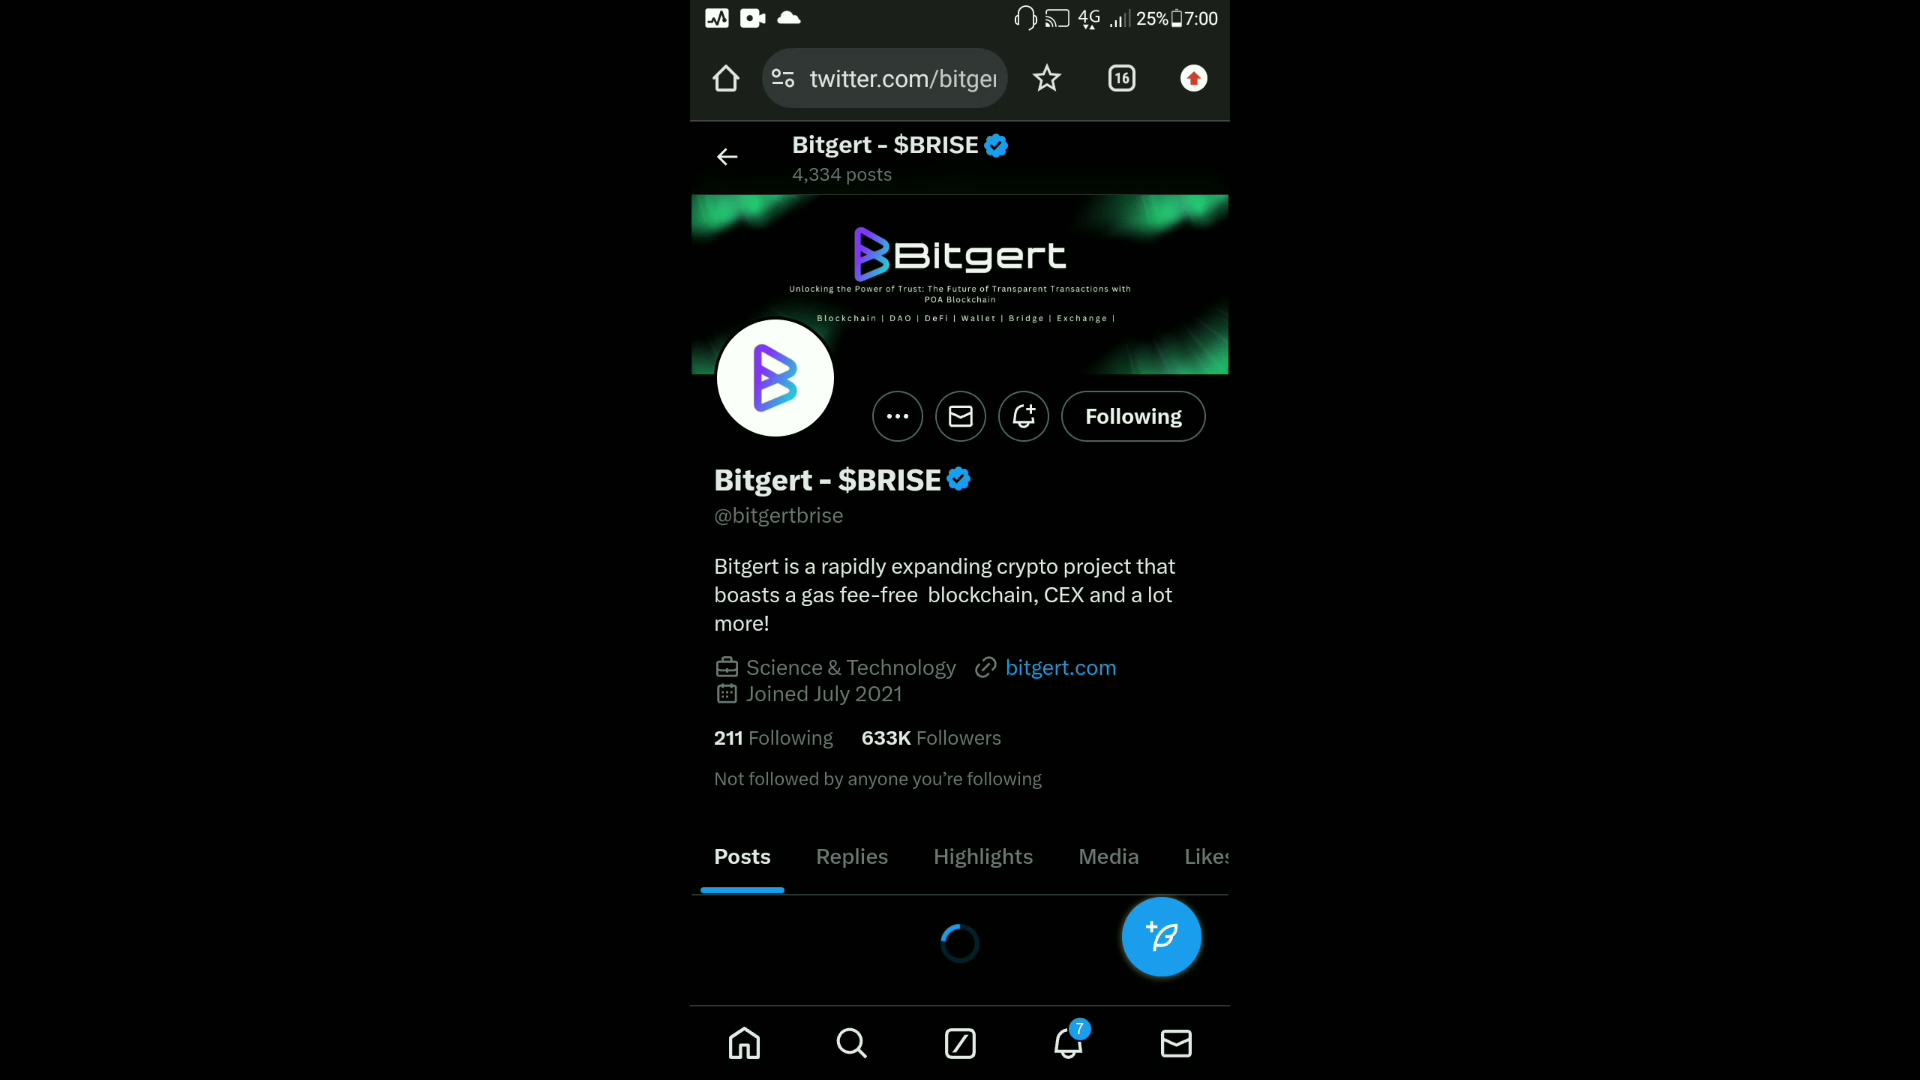 4G 25% 7:00
twitter.com/bitger
16
Bitgert - $BRISE
4,334 posts
Bitgert
Unlocking the Power of Trust: The Future of Transparent Transactions with
POA Blockchain
Blockchain | DAO | DeFi | Wallet | Bridge | Exchange |
Following
Bitgert - $BRISE
@bitgertbrise
Bitgert is a rapidly expanding crypto project that
boasts a gas fee-free  blockchain, CEX and a lot
more!
Science & Technology bitgert.com
Joined July 2021
211 Following 633K Followers
Not followed by anyone you’re following
Posts Replies Highlights Media Likes
7